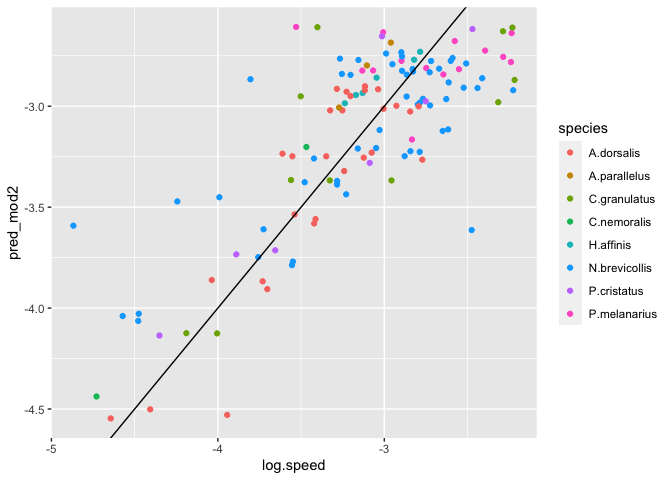 -3.0
-3.5
-4.0
-4.5
pred_mod2
-5
-4
-3
log.speed
species
A.dorsalis
A.parallelus
C.granulatus
C.nemoralis
H.affinis
N.brevicollis
P.cristatus
P.melanarius